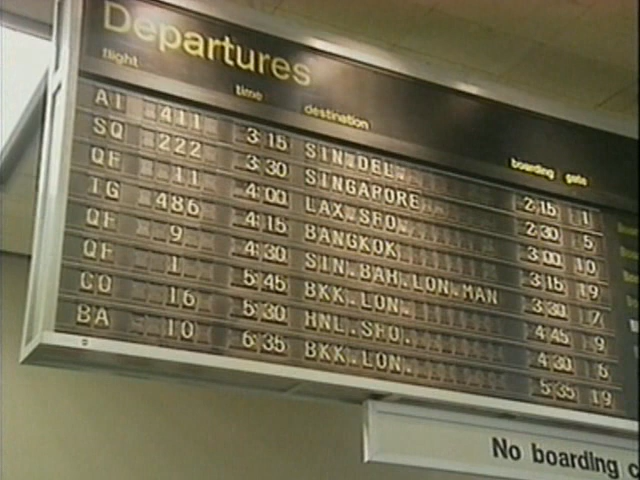 Departures
flight time destination boarding gate
AI 411 3 15 SIN.DEL. 2 15 1
SQ 222 3 30 SINGAPORE 2 30 5
QF 11 4 00 LAX.SFO. 3 00 10
TG 486 4 15 BANGKOK 3 15 19
QF 9 4 30 SIN.BAH.LON.MAN 3 30 7
QF 1 5 45 BKK.LON. 4 45 9
CO 16 5 30 HNL.SFO. 4 30 6
BA 10 6 35 BKK.LON. 5 35 19
No boarding